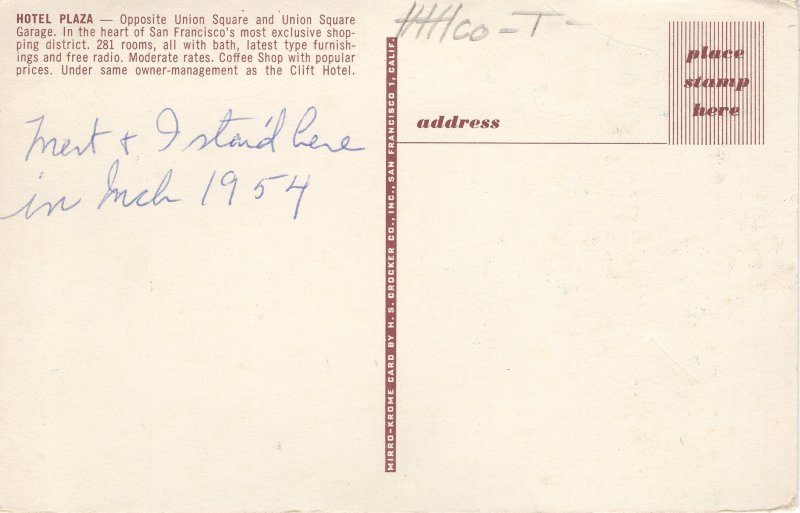 HOTEL PLAZA — Opposite Union Square and Union Square
Garage. In the heart of San Francisco's most exclusive shop-
ping district. 281 rooms, all with bath, latest type furnish-
ings and free radio. Moderate rates. Coffee Shop with popular
prices. Under same owner-management as the Clift Hotel.
Mert + I stay'd here
in Mch 1954
MIRRO-KROME CARD BY H. S. CROCKER CO., INC., SAN FRANCISCO 1, CALIF.
address
place
stamp
here